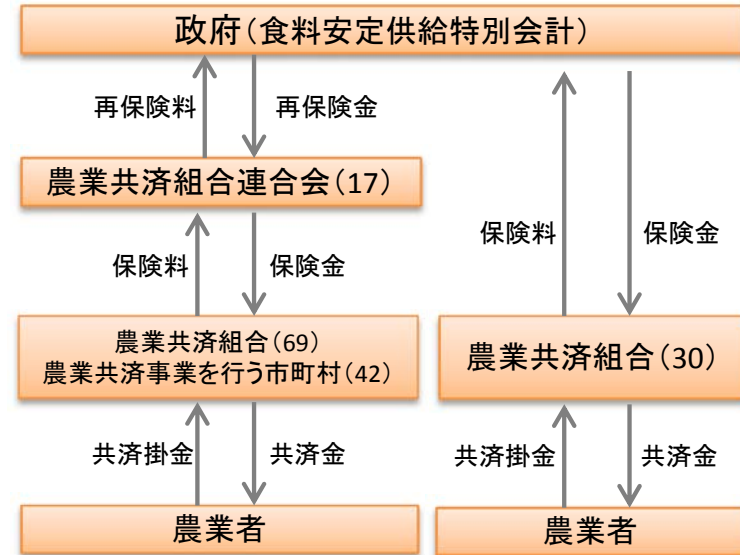 政府（食料安定供給特別会計）
再保険料
再保険金
農業共済組合連合会（17）
保険料
保険金
保険料
保険金
農業共済組合（69）
農業共済事業を行う市町村（42）
農業共済組合（30）
共済掛金
共済金
共済掛金
共済金
農業者
農業者